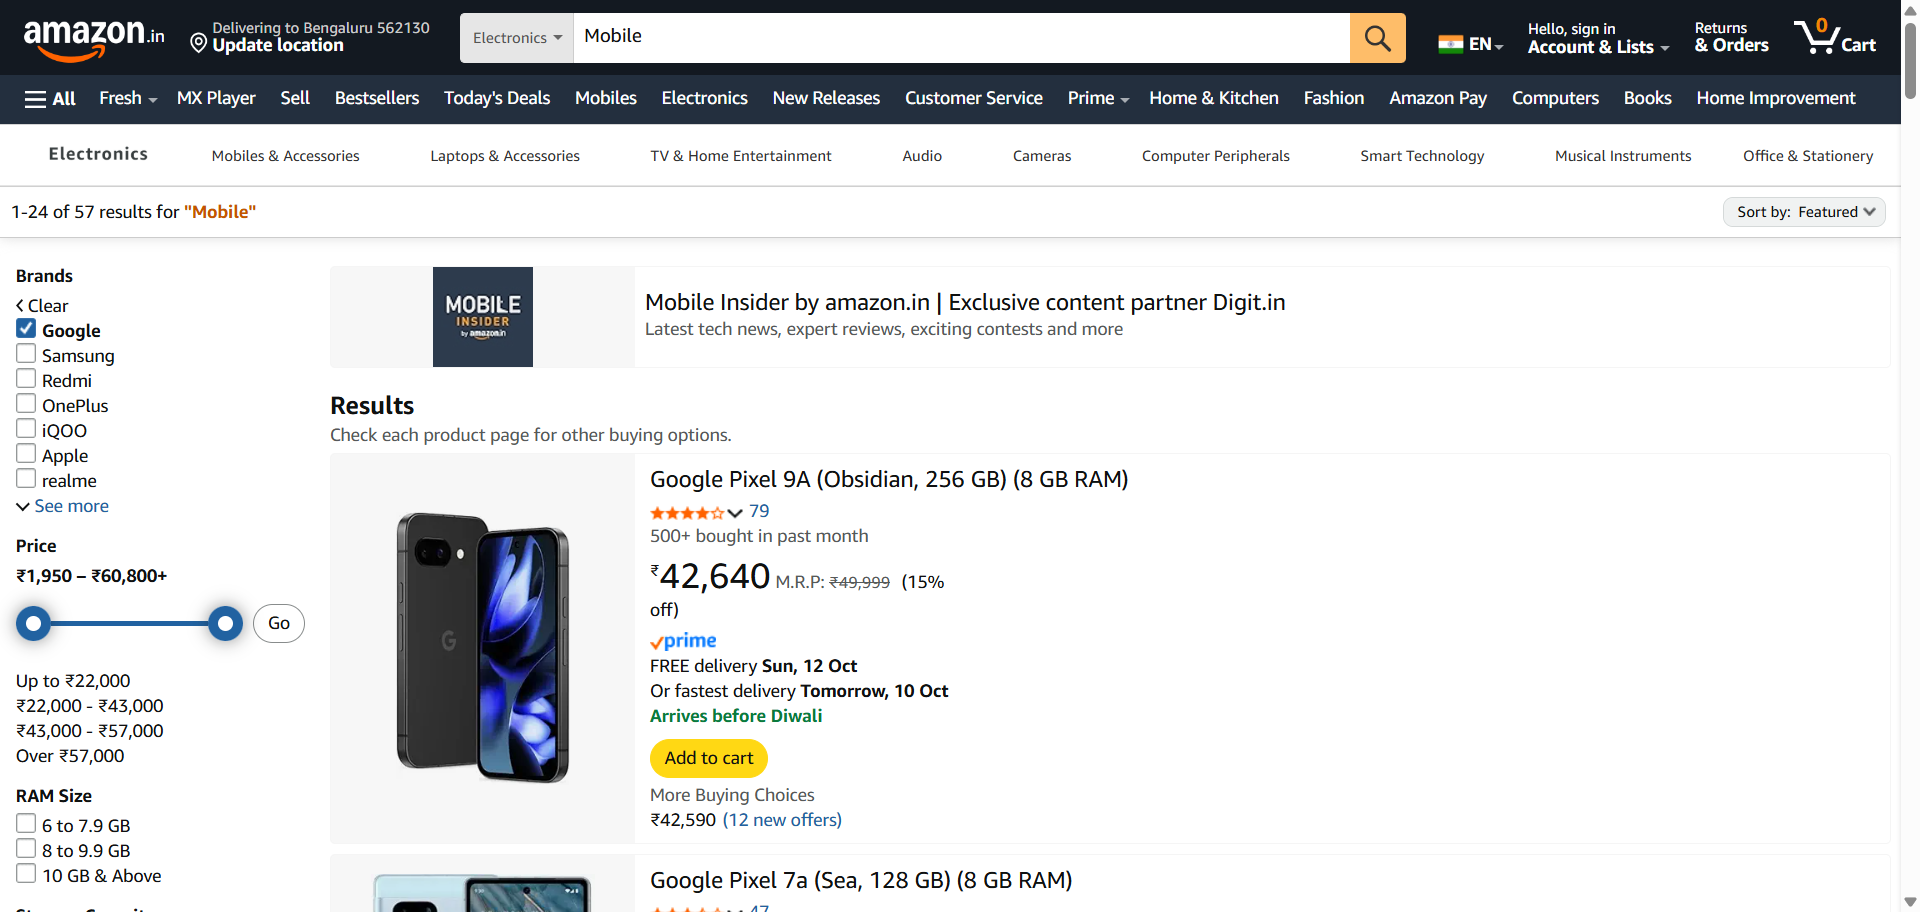 amazon.in
Delivering to Bengaluru 562130
Update location
Electronics
Mobile
EN
Hello, sign in
Account & Lists
Returns
& Orders
0
Cart
All
Fresh
MX Player
Sell
Bestsellers
Today's Deals
Mobiles
Electronics
New Releases
Customer Service
Prime
Home & Kitchen
Fashion
Amazon Pay
Computers
Books
Home Improvement
Electronics
Mobiles & Accessories
Laptops & Accessories
TV & Home Entertainment
Audio
Cameras
Computer Peripherals
Smart Technology
Musical Instruments
Office & Stationery
1-24 of 57 results for "Mobile"
Sort by: Featured
Brands
Clear
Google
Samsung
Redmi
OnePlus
iQOO
Apple
realme
See more
Price
₹1,950 – ₹60,800+
Go
Up to ₹22,000
₹22,000 - ₹43,000
₹43,000 - ₹57,000
Over ₹57,000
RAM Size
6 to 7.9 GB
8 to 9.9 GB
10 GB & Above
MOBILE
INSIDER
by amazon.in
Mobile Insider by amazon.in | Exclusive content partner Digit.in
Latest tech news, expert reviews, exciting contests and more
Results
Check each product page for other buying options.
G
Google Pixel 9A (Obsidian, 256 GB) (8 GB RAM)
79
500+ bought in past month
₹42,640 M.R.P: ₹49,999 (15%
off)
prime
FREE delivery Sun, 12 Oct
Or fastest delivery Tomorrow, 10 Oct
Arrives before Diwali
Add to cart
More Buying Choices
₹42,590 (12 new offers)
Google Pixel 7a (Sea, 128 GB) (8 GB RAM)
47